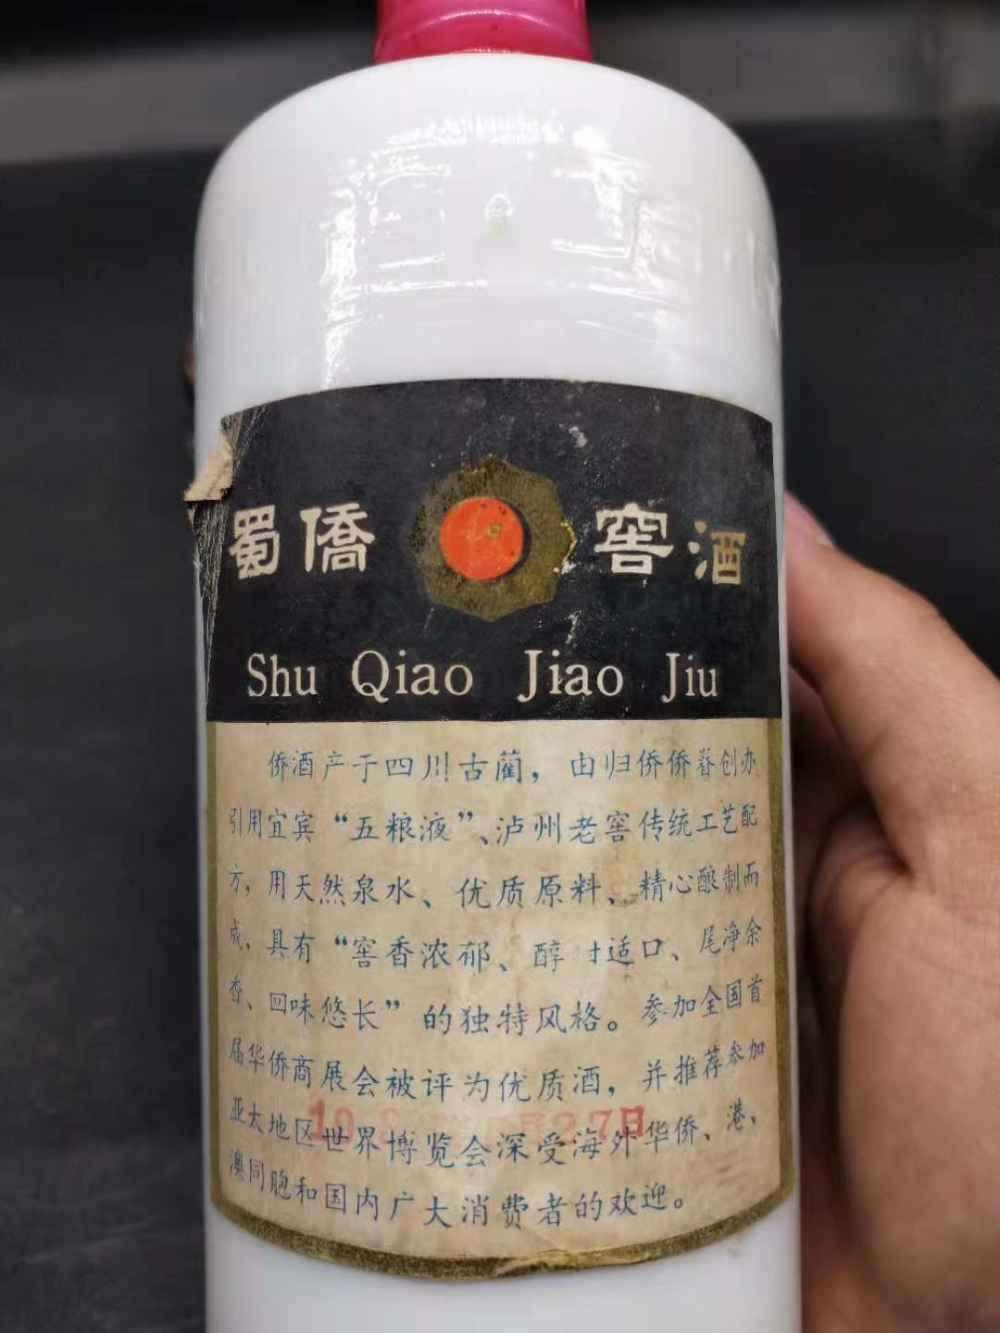 蜀僑 窖酒
Shu Qiao Jiao Jiu
侨酒产于四川古蔺，由归侨侨眷创办
引用宜宾“五粮液”、泸州老窖传统工艺配
方，用天然泉水、优质原料、精心酿制而
成，具有“窖香浓郁、醇 适口、尾净余
香、回味悠长”的独特风格。参加全国首
届华侨商展会被评为优质酒，并推荐参加
亚太地区世界博览会深受海外华侨、港、
澳同胞和国内广大消费者的欢迎。
27日